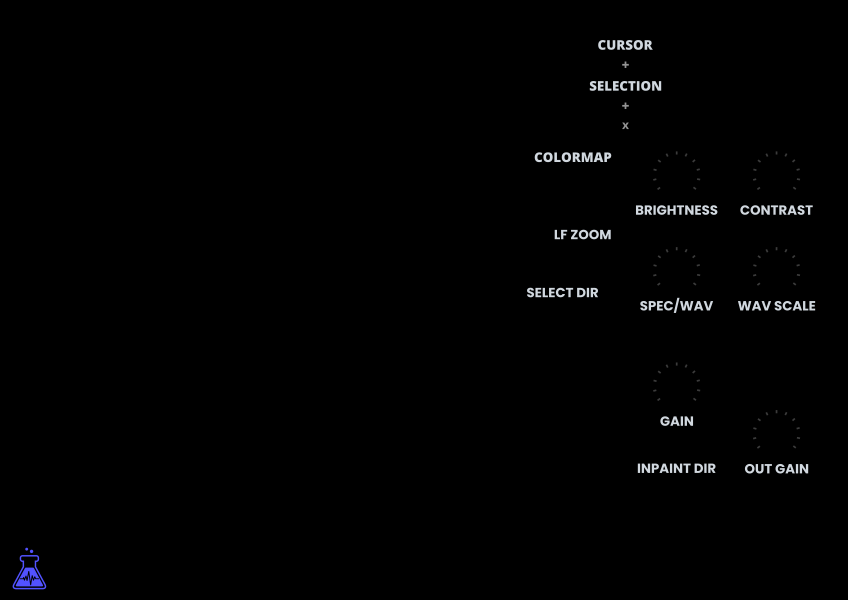 CURSOR
+
SELECTION
+
x
COLORMAP
BRIGHTNESS
CONTRAST
LF ZOOM
SELECT DIR
SPEC/WAV
WAV SCALE
GAIN
INPAINT DIR
OUT GAIN